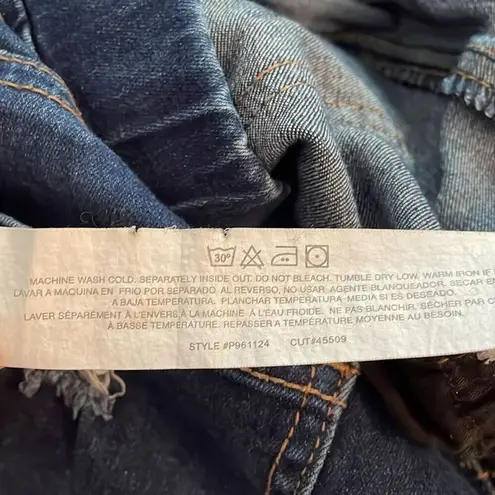 30°
MACHINE WASH COLD. SEPARATELY INSIDE OUT. DO NOT BLEACH. TUMBLE DRY LOW. WARM IRON IF
LAVAR A MAQUINA EN FRIO POR SEPARADO AL REVERSO, NO USAR AGENTE BLANQUEADOR. SECAR EN
A BAJA TEMPERATURA. PLANCHAR TEMPERATURA MEDIA SI ES DESEADO.
LAVER SÉPARÉMENT À L'ENVERS À LA MACHINE À L'EAU FROIDE. NE PAS BLANCHIR. SÉCHER PAR C
À BASSE TEMPÉRATURE. REPASSER A TEMPÉRATURE MOYENNE AU BESOIN.
STYLE #P961124 CUT#45509